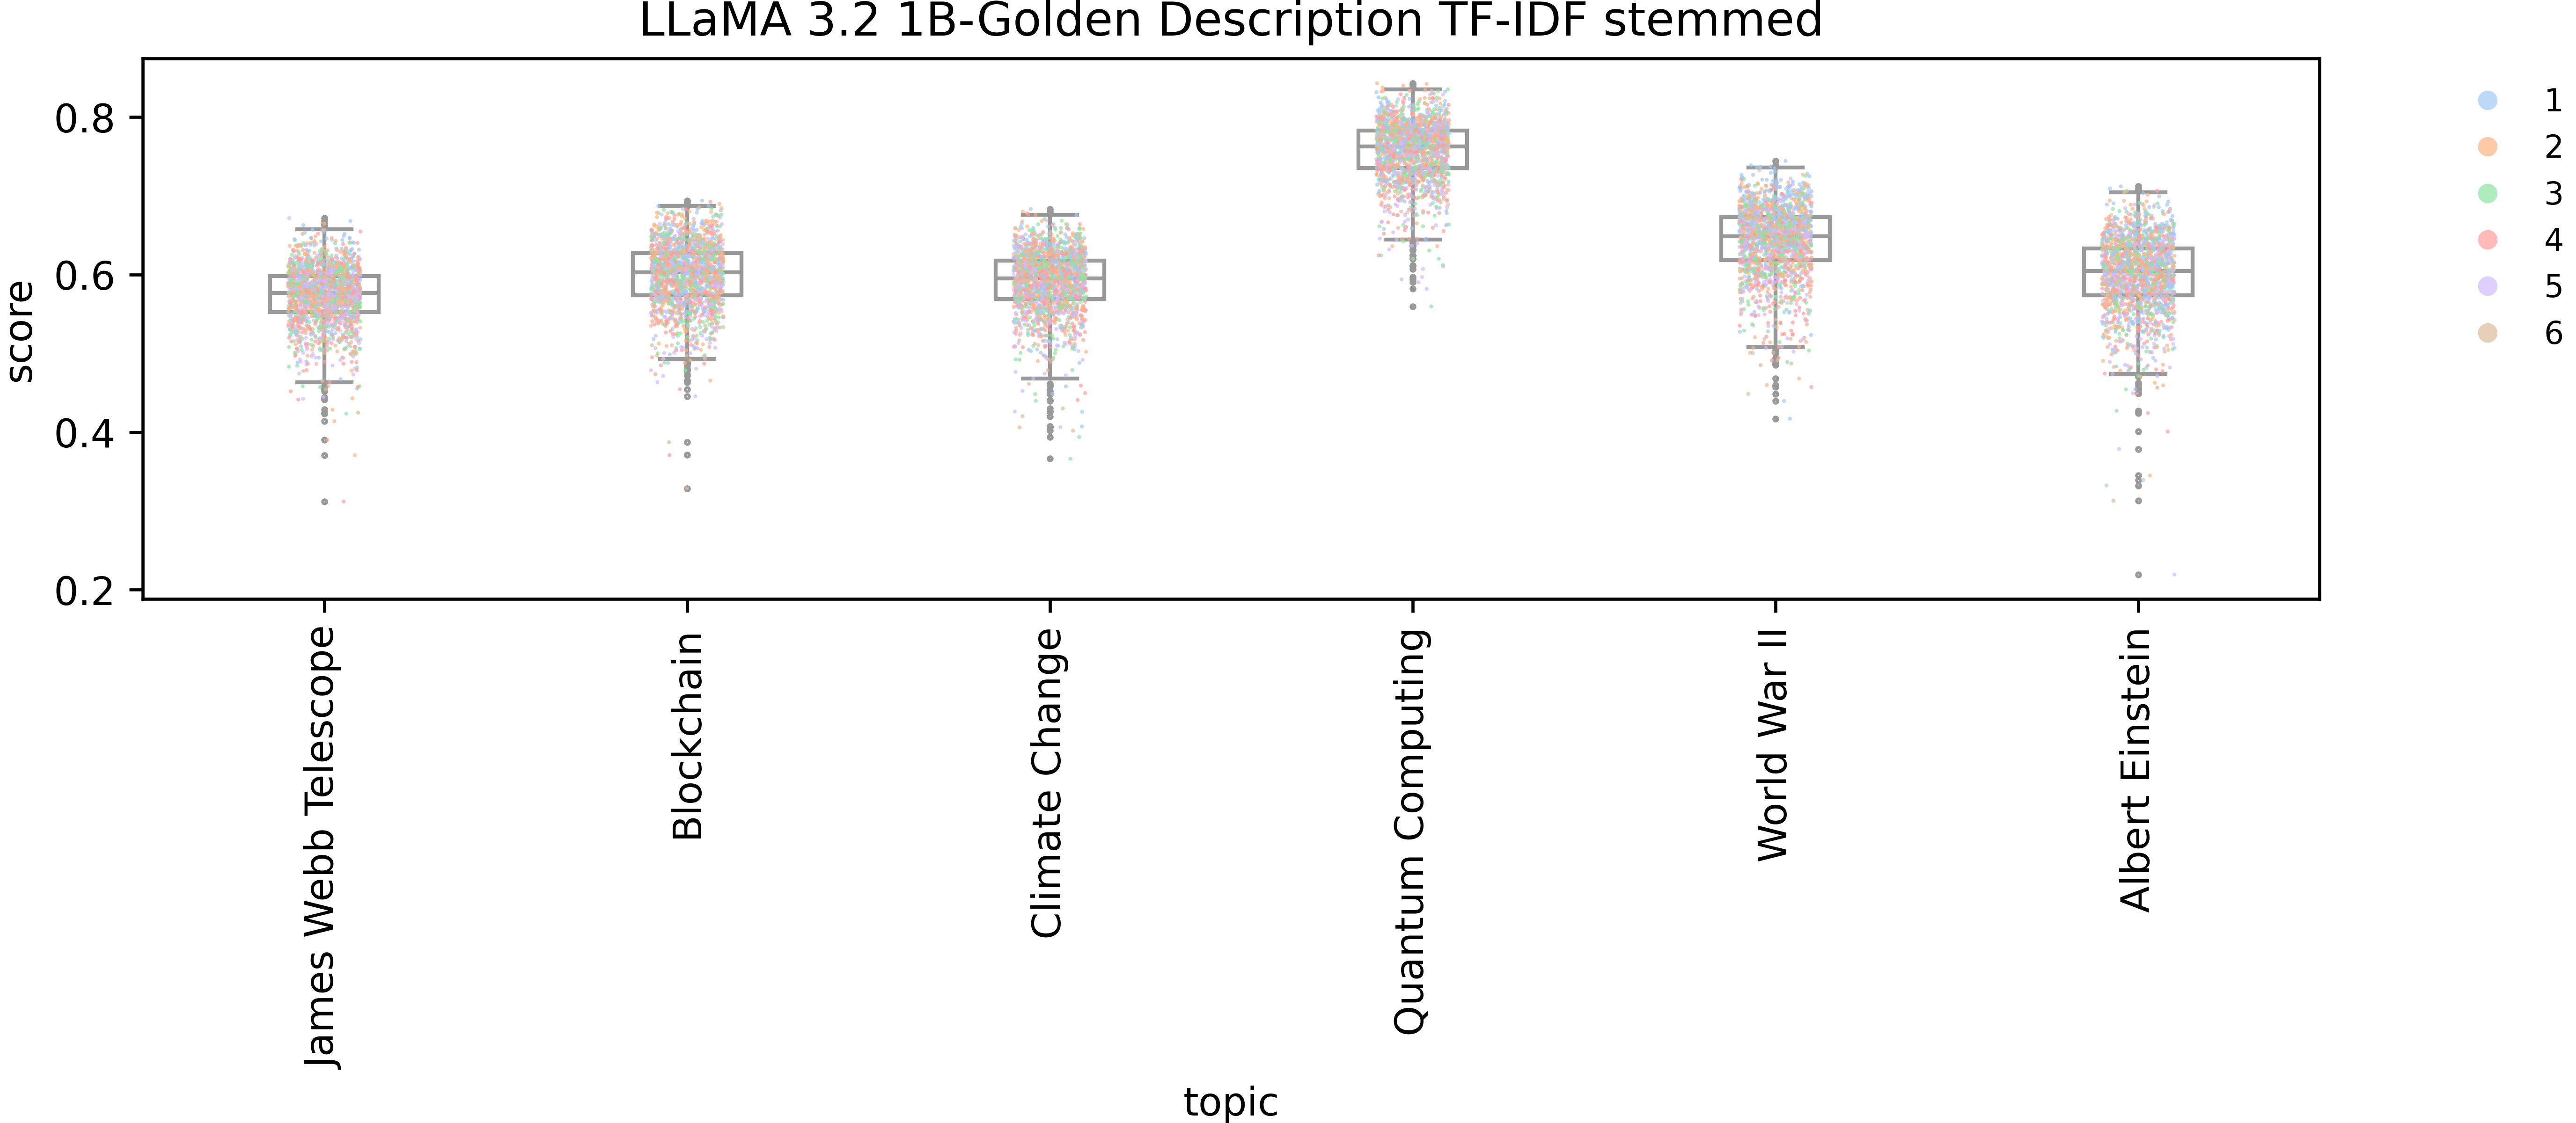 LLaMA 3.2 1B-Golden Description TF-IDF stemmed
score
0.8
0.6
0.4
0.2
James Webb Telescope
Blockchain
Climate Change
Quantum Computing
World War II
Albert Einstein
topic
1
2
3
4
5
6